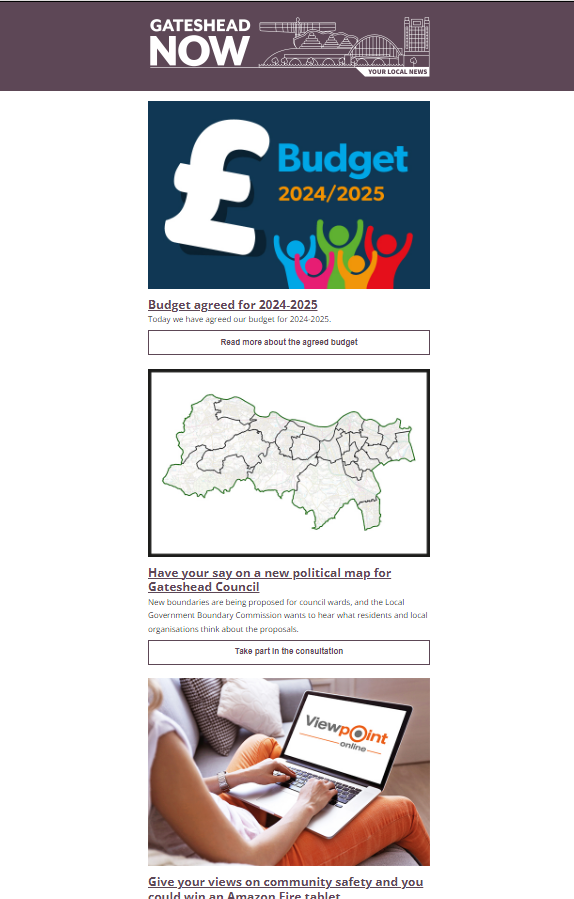 GATESHEAD
NOW
YOUR LOCAL NEWS
£ Budget
2024/2025
Budget agreed for 2024-2025
Today we have agreed our budget for 2024-2025.
Read more about the agreed budget
Have your say on a new political map for
Gateshead Council
New boundaries are being proposed for council wards, and the Local
Government Boundary Commission wants to hear what residents and local
organisations think about the proposals.
Take part in the consultation
Viewpoint
online
Give your views on community safety and you
could win an Amazon Fire tablet